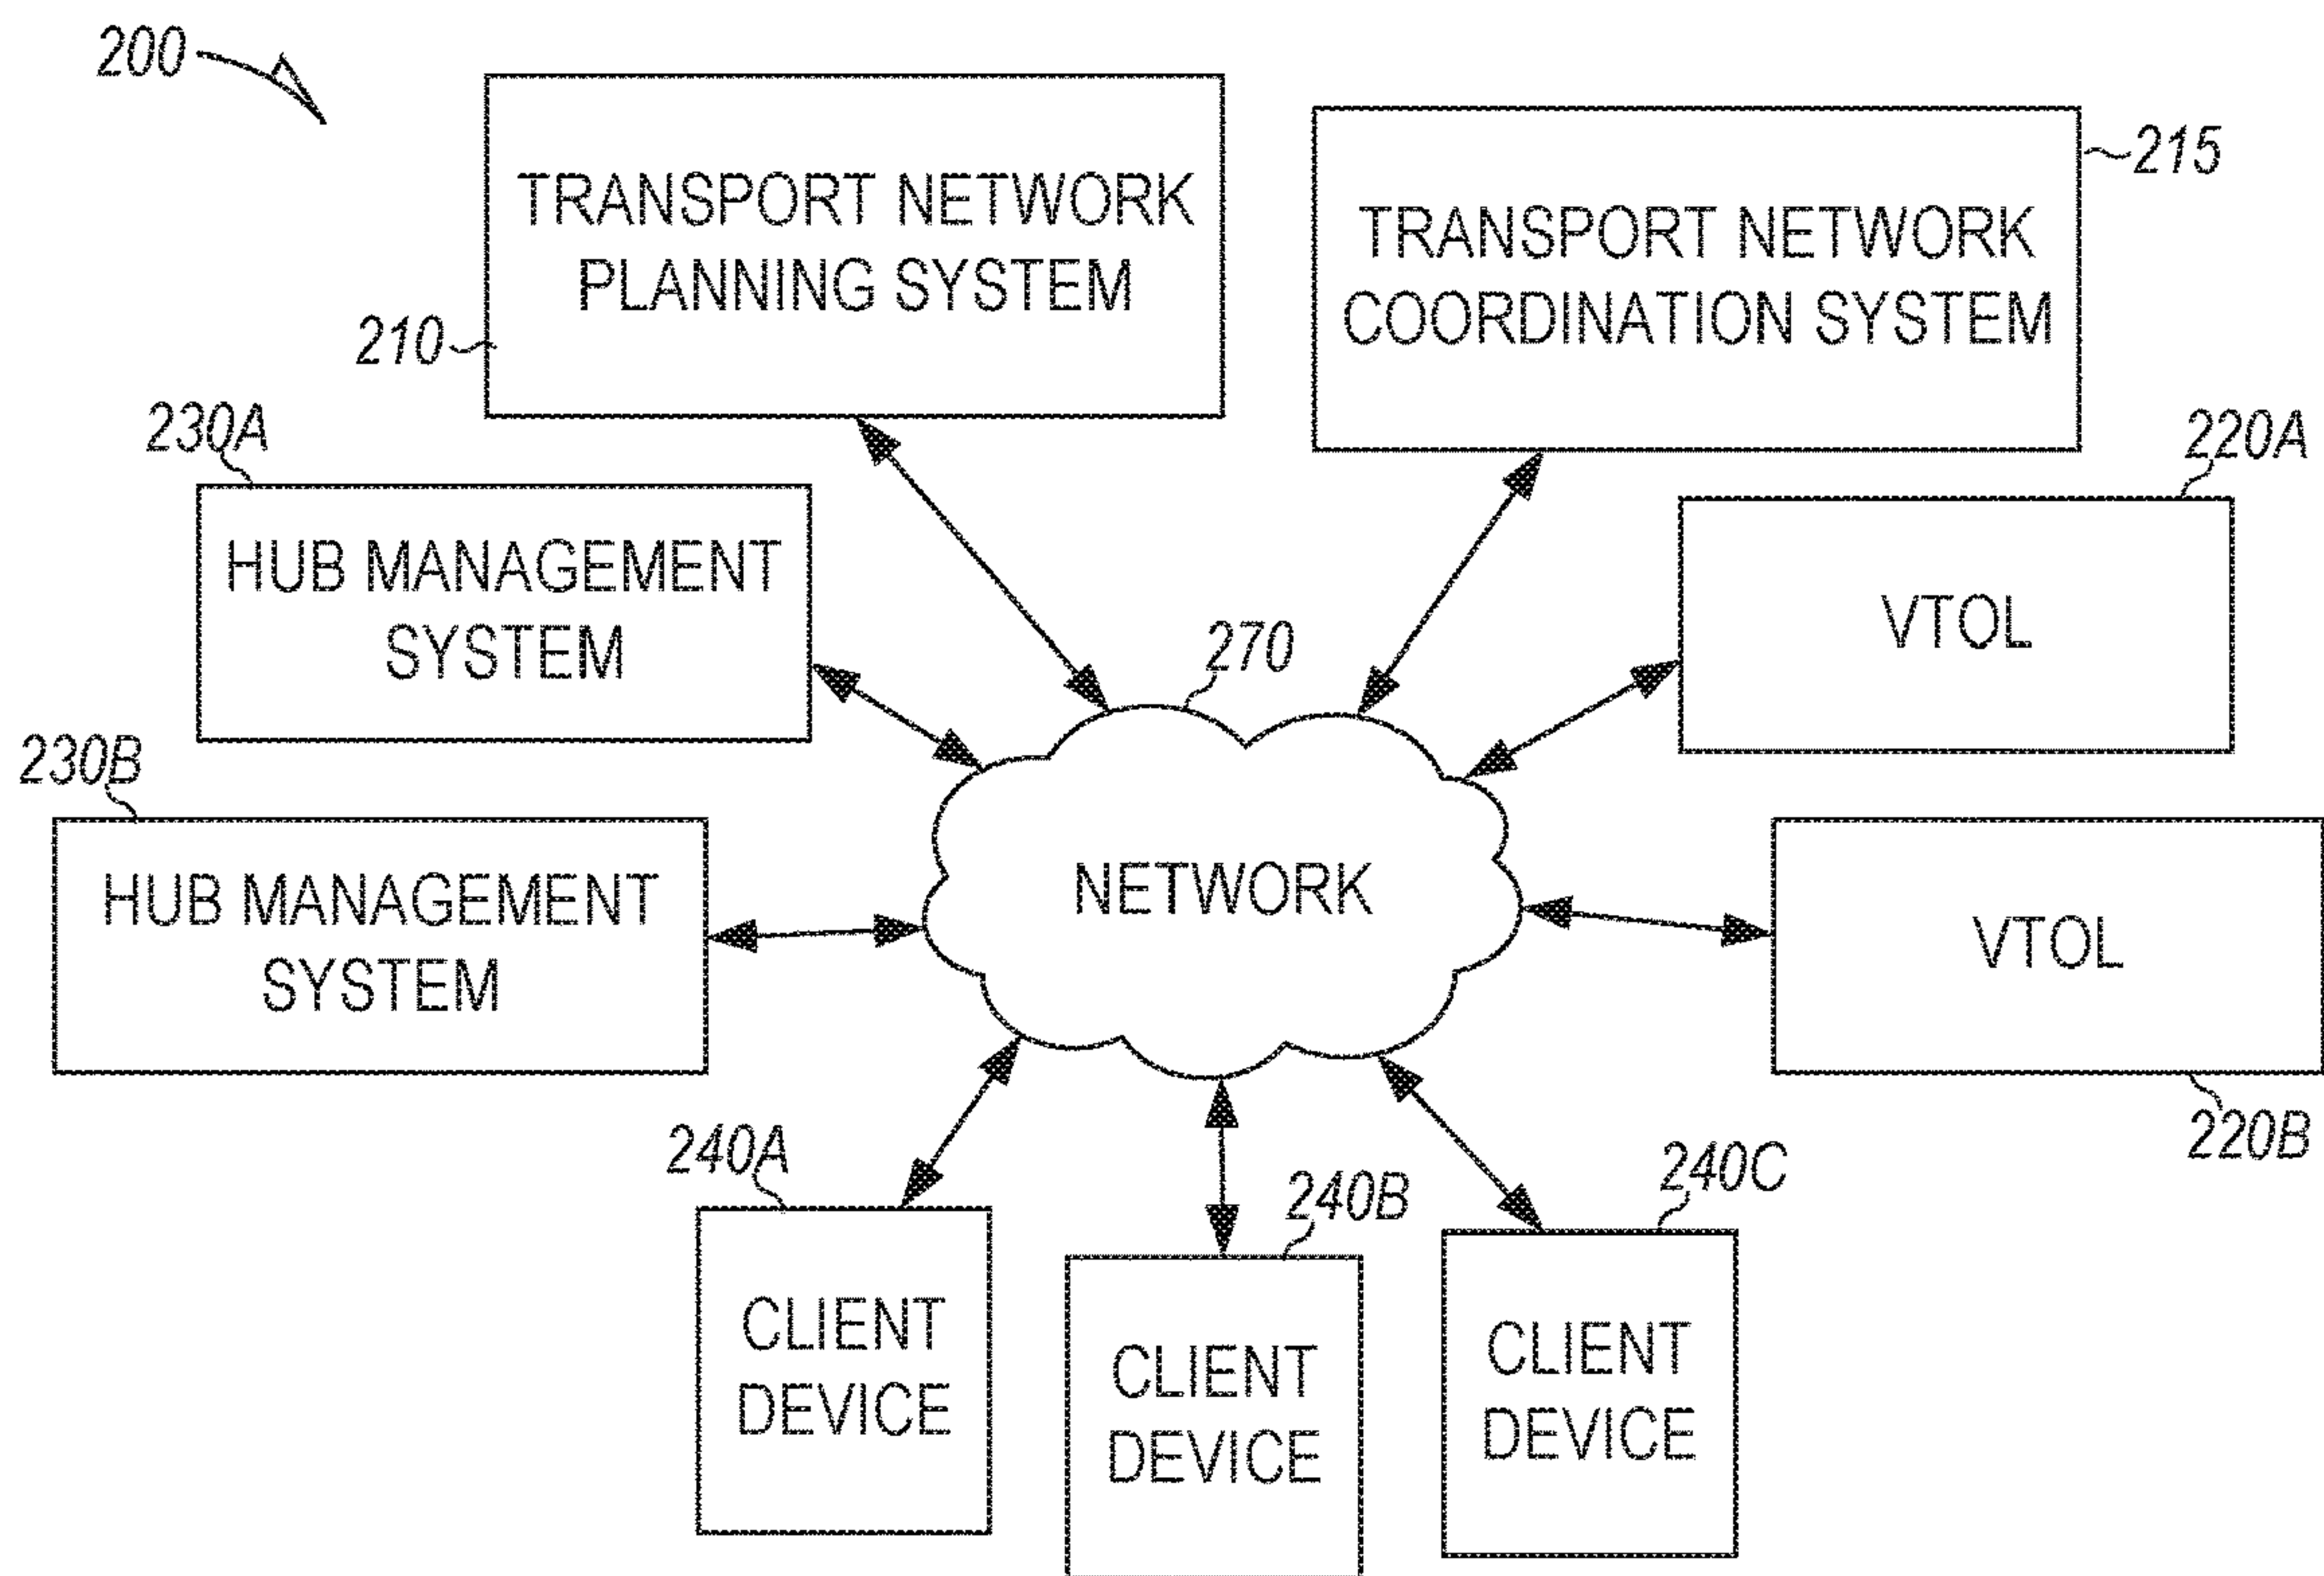 200
TRANSPORT NETWORK
PLANNING SYSTEM
210
TRANSPORT NETWORK
COORDINATION SYSTEM
215
230A
HUB MANAGEMENT
SYSTEM
220A
VTOL
270
NETWORK
230B
HUB MANAGEMENT
SYSTEM
VTOL
220B
240A
CLIENT
DEVICE
240B
CLIENT
DEVICE
240C
CLIENT
DEVICE